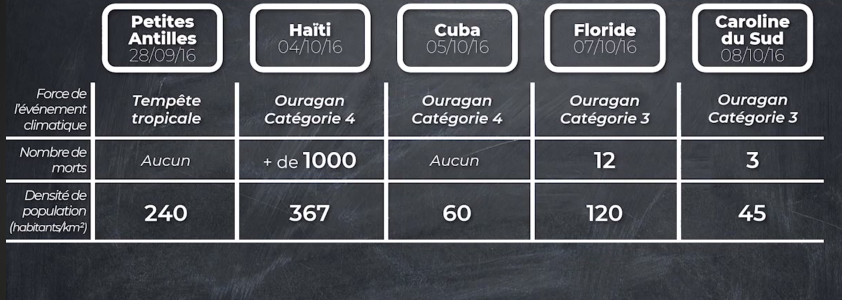 Petites
Antilles
28/09/16
Haïti
04/10/16
Cuba
05/10/16
Floride
07/10/16
Caroline
du Sud
08/10/16
Force de
l'événement
climatique
Tempête
tropicale
Ouragan
Catégorie 4
Ouragan
Catégorie 4
Ouragan
Catégorie 3
Ouragan
Catégorie 3
Nombre de
morts
Aucun
+ de 1000
Aucun
12
3
Densité de
population
(habitants/km²)
240
367
60
120
45